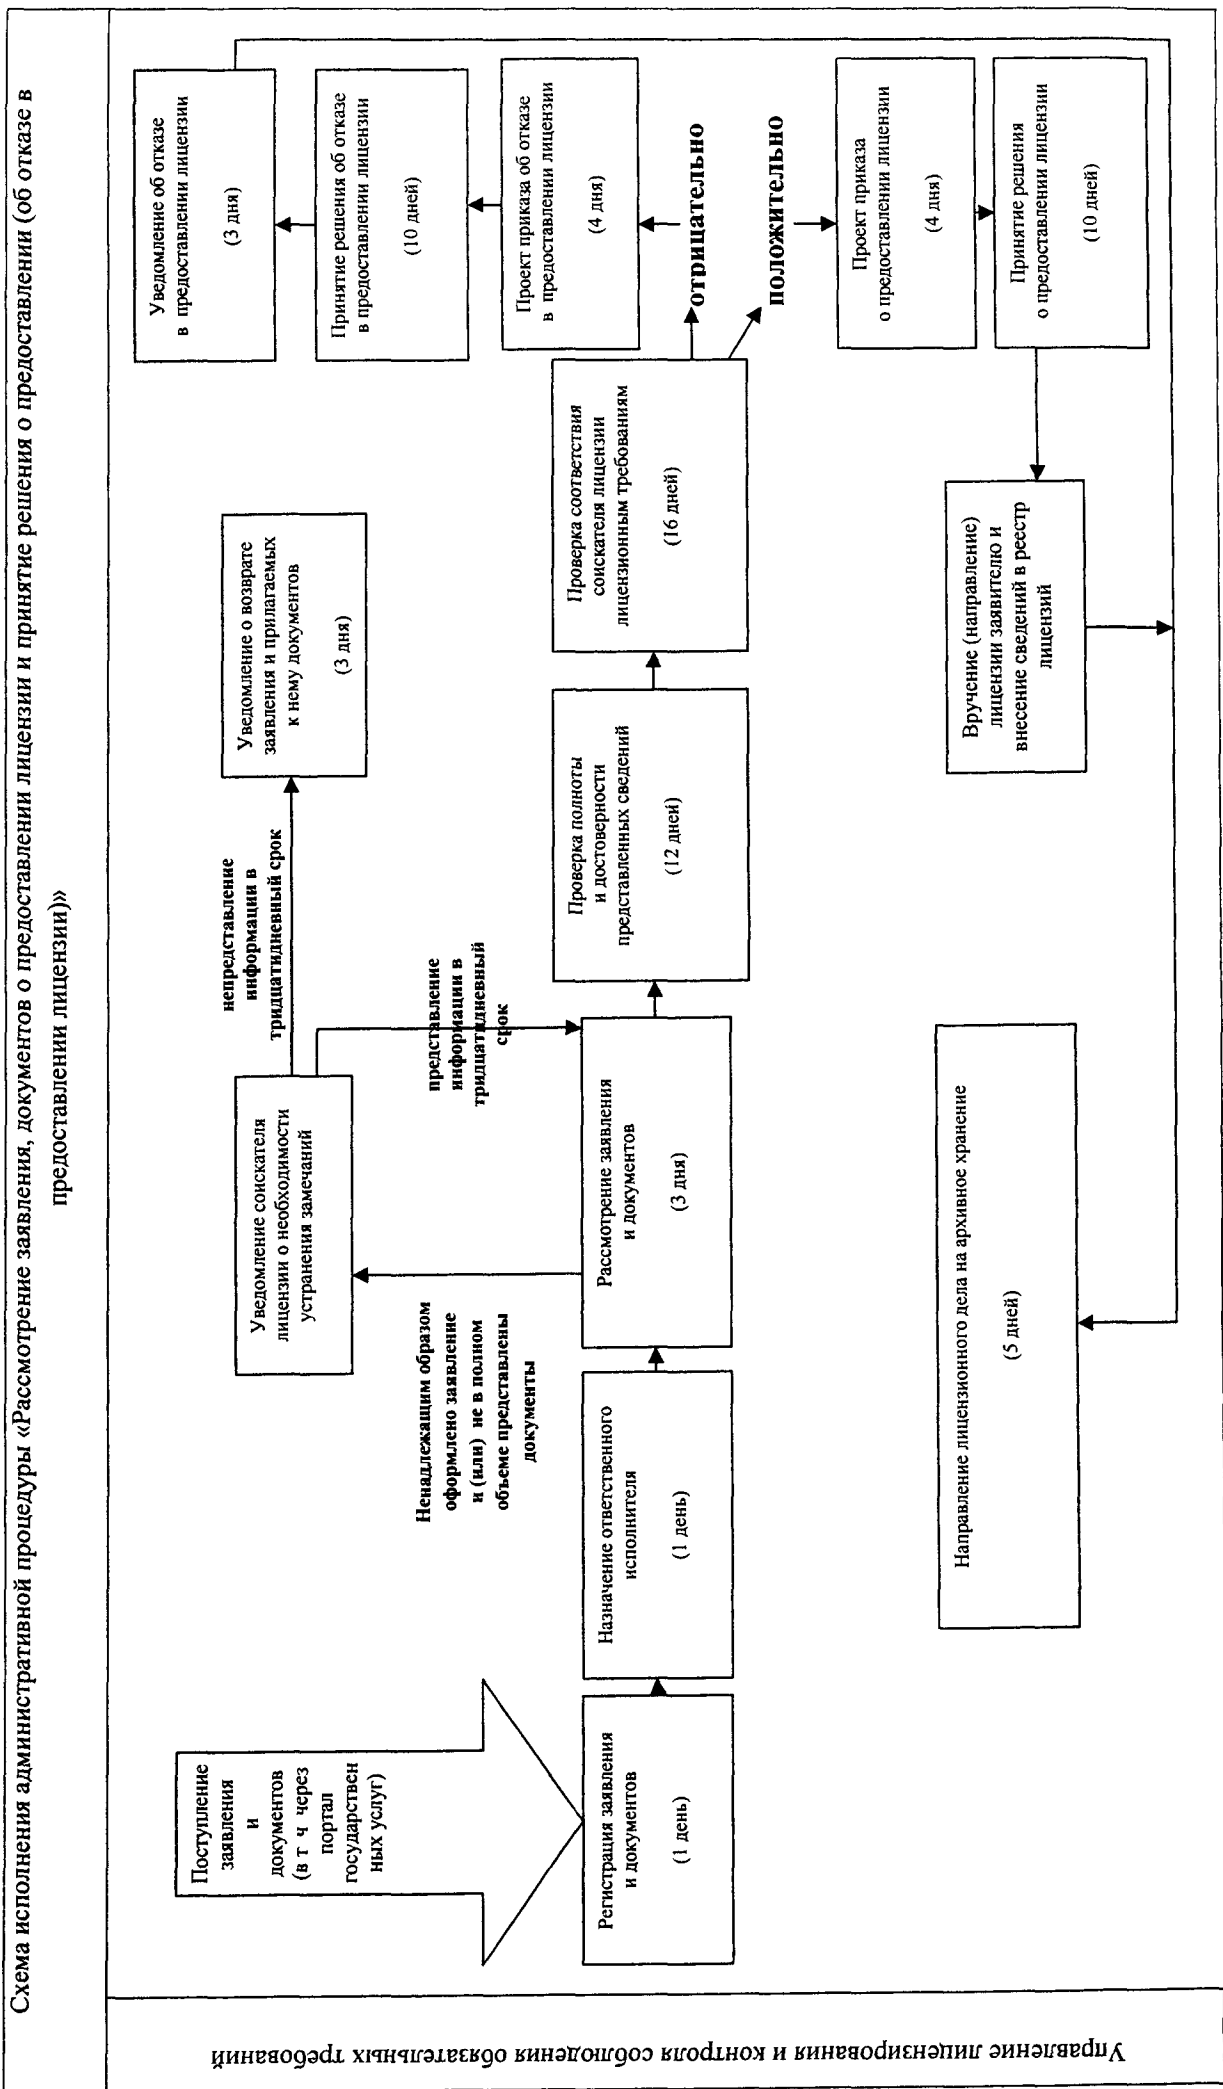 Схема исполнения административной процедуры «Рассмотрение заявления, документов о предоставлении лицензии и принятие решения о предоставлении (об отказе в
предоставлении лицензии)»
Управление лицензирования и контроля соблюдения обязательных требований
Поступление
заявления
и
документов
(в т ч через
портал
государствен
ных услуг)
Регистрация заявления
и документов
(1 день)
Назначение ответственного
исполнителя
(1 день)
Ненадлежащим образом
оформлено заявление
и (или) не в полном
объеме представлены
документы
Рассмотрение заявления
и документов
(3 дня)
Уведомление соискателя
лицензии о необходимости
устранения замечаний
представление
информации в
тридцатидневный
срок
непредставление
информации в
тридцатидневный срок
Уведомление о возврате
заявления и прилагаемых
к нему документов
(3 дня)
Проверка полноты
и достоверности
представленных сведений
(12 дней)
Проверка соответствия
соискателя лицензии
лицензионным требованиям
(16 дней)
отрицательно
положительно
Проект приказа об отказе
в предоставлении лицензии
(4 дня)
Принятие решения об отказе
в предоставлении лицензии
(10 дней)
Уведомление об отказе
в предоставлении лицензии
(3 дня)
Проект приказа
о предоставлении лицензии
(4 дня)
Принятие решения
о предоставлении лицензии
(10 дней)
Вручение (направление)
лицензии заявителю и
внесение сведений в реестр
лицензий
Направление лицензионного дела на архивное хранение
(5 дней)